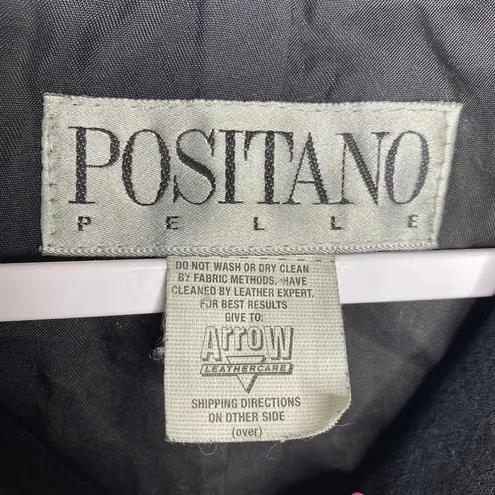 POSITANO
PELLE
DO NOT WASH OR DRY CLEAN
BY FABRIC METHODS. HAVE
CLEANED BY LEATHER EXPERT.
FOR BEST RESULTS
GIVE TO:
ArroW
LEATHERCARE
SHIPPING DIRECTIONS
ON OTHER SIDE
(over)